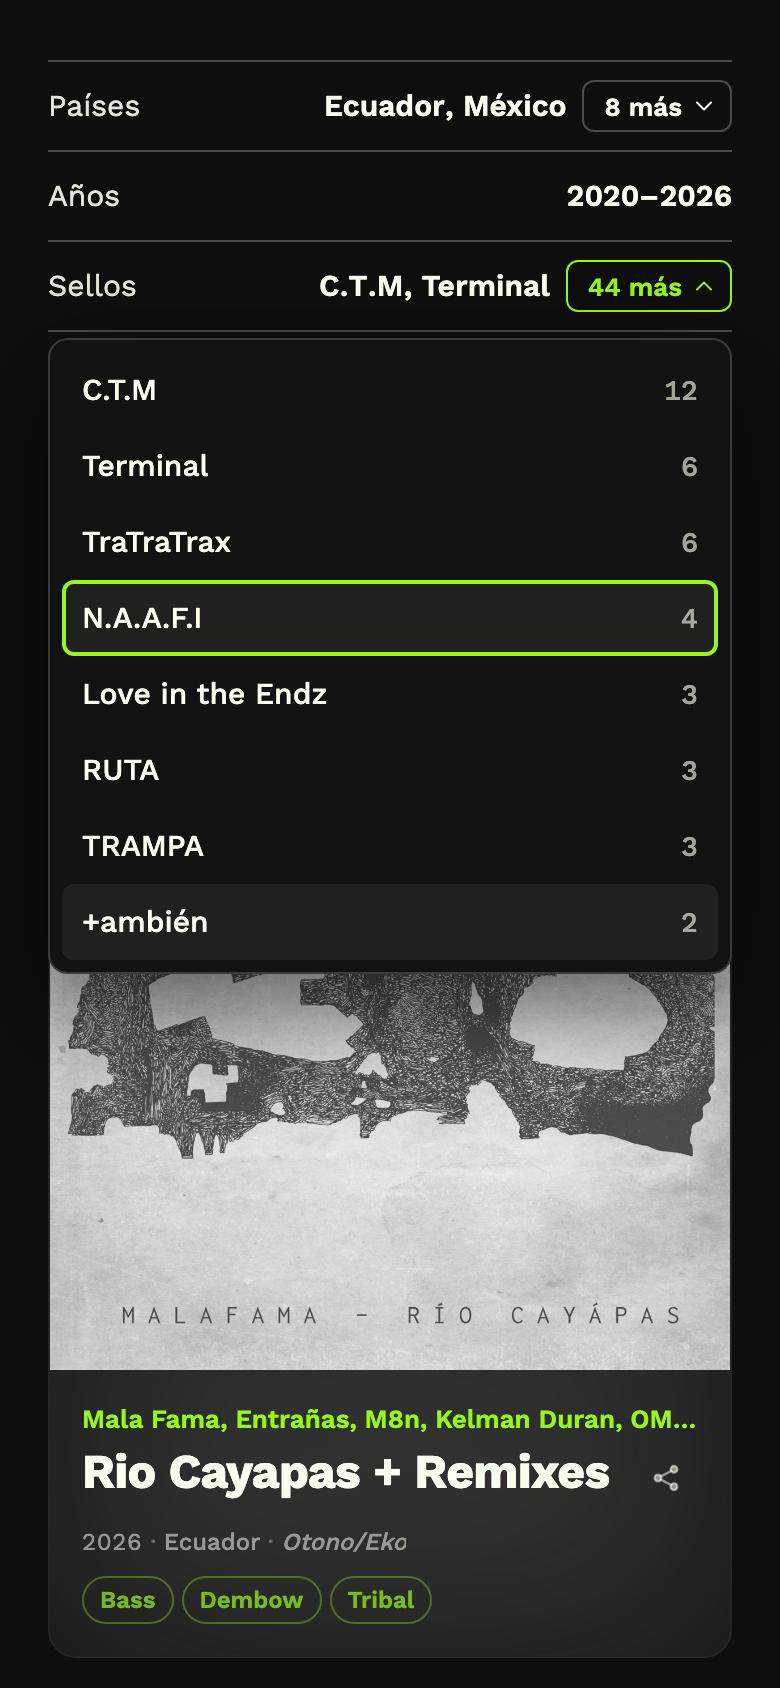 Países Ecuador, México 8 más
Años 2020–2026
Sellos C.T.M, Terminal 44 más
C.T.M 12
Terminal 6
TraTraTrax 6
N.A.A.F.I 4
Love in the Endz 3
RUTA 3
TRAMPA 3
+ambién 2
MALAFAMA – RÍO CAYÁPAS
Mala Fama, Entrañas, M8n, Kelman Duran, OM...
Rio Cayapas + Remixes
2026 · Ecuador · Otono/Eko
Bass Dembow Tribal